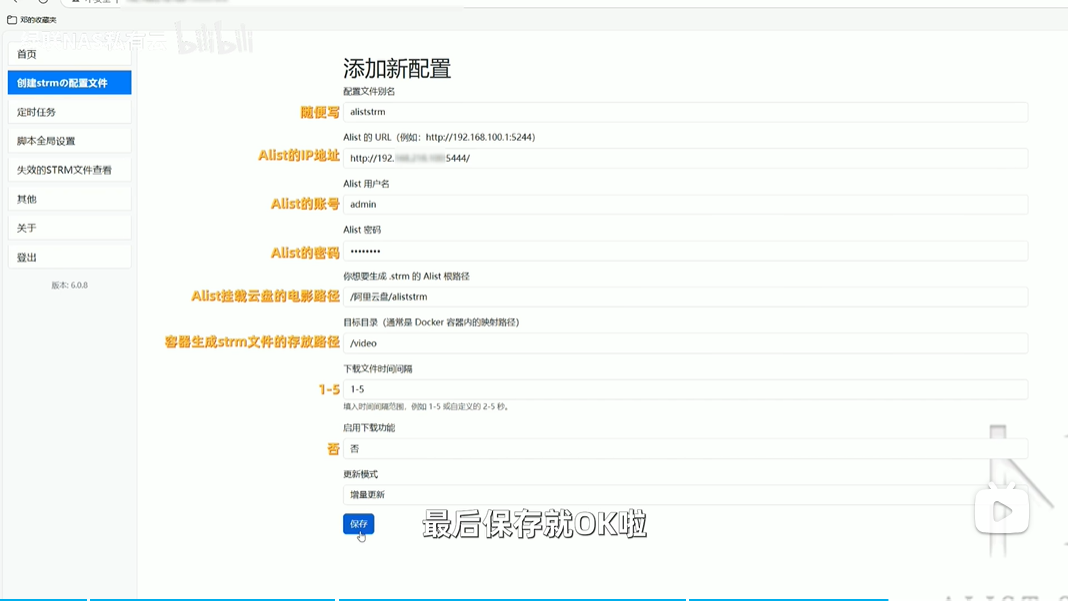 邓的收藏夹
bilibili
首页
创建strmの配置文件
定时任务
脚本全局设置
失效的STRM文件查看
其他
关于
登出
版本: 6.0.8
添加新配置
配置文件别名
随便写
aliststrm
Alist 的 URL（例如：http://192.168.100.1:5244）
Alist的IP地址
http://192.
5444/
Alist 用户名
Alist的账号
admin
Alist 密码
Alist的密码
••••••••
你想要生成 .strm 的 Alist 根路径
Alist挂载云盘的电影路径
/阿里云盘/aliststrm
目标目录（通常是 Docker 容器内的映射路径）
容器生成strm文件的存放路径
/video
下载文件时间间隔
1-5
1-5
填入时间间隔范围，例如 1-5 或自定义的 2-5 秒。
启用下载功能
否
否
更新模式
增量更新
保存
最后保存就OK啦